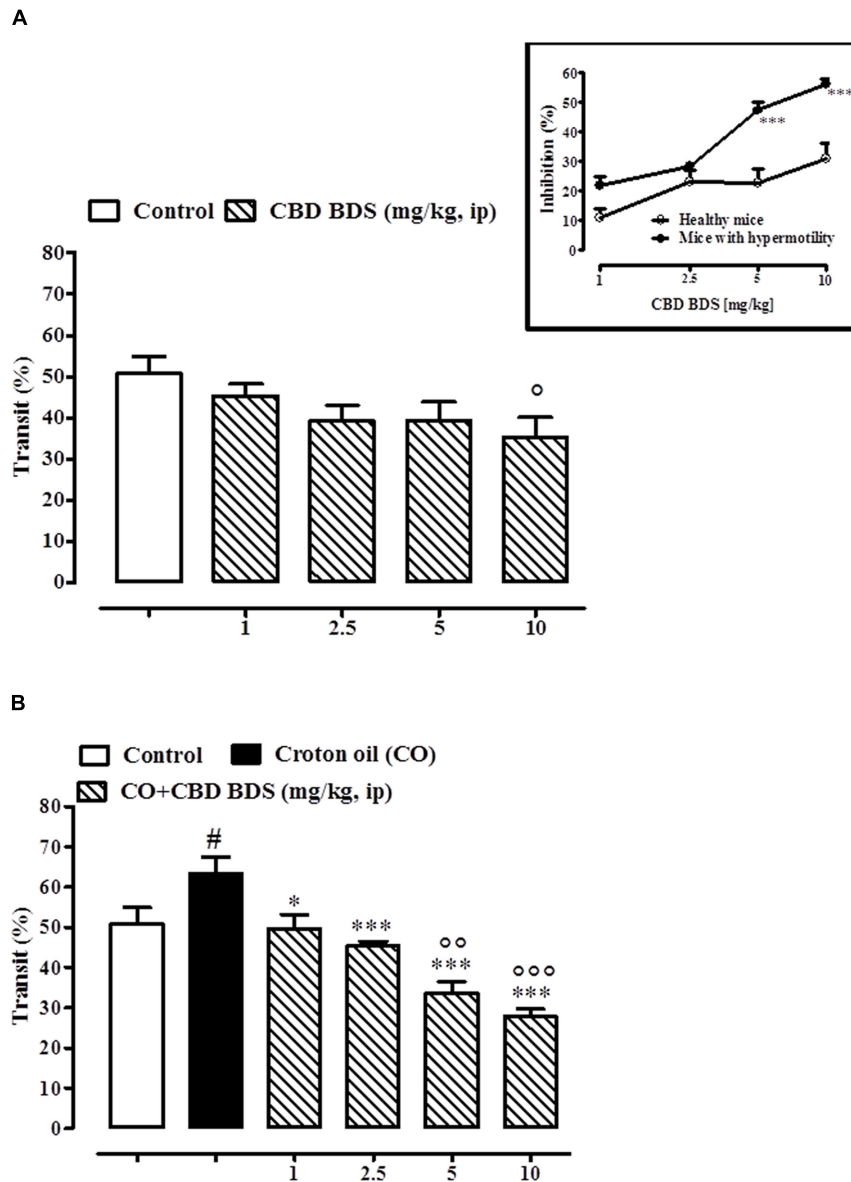 A
60
50
40
30
20
10
0
Inhibition (%)
***
***
Healthy mice
Mice with hypermotility
1 2.5 5 10
CBD BDS [mg/kg]
Control CBD BDS (mg/kg, ip)
80
70
60
50
40
30
20
10
0
Transit (%)
°
1 2.5 5 10
B
Control Croton oil (CO)
CO+CBD BDS (mg/kg, ip)
80
70
60
50
40
30
20
10
0
Transit (%)
#
*
***
°°
***
°°°
***
1 2.5 5 10